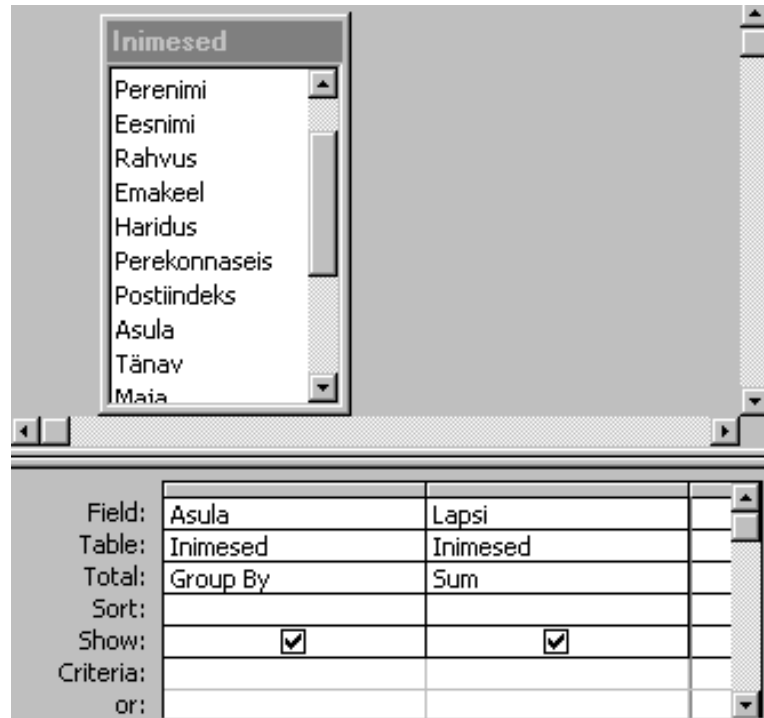 Inimesed
Perenimi
Eesnimi
Rahvus
Emakeel
Haridus
Perekonnaseis
Postiindeks
Asula
Tänav
Maja
Field: Asula Lapsi
Table: Inimesed Inimesed
Total: Group By Sum
Sort:
Show:
Criteria:
or: